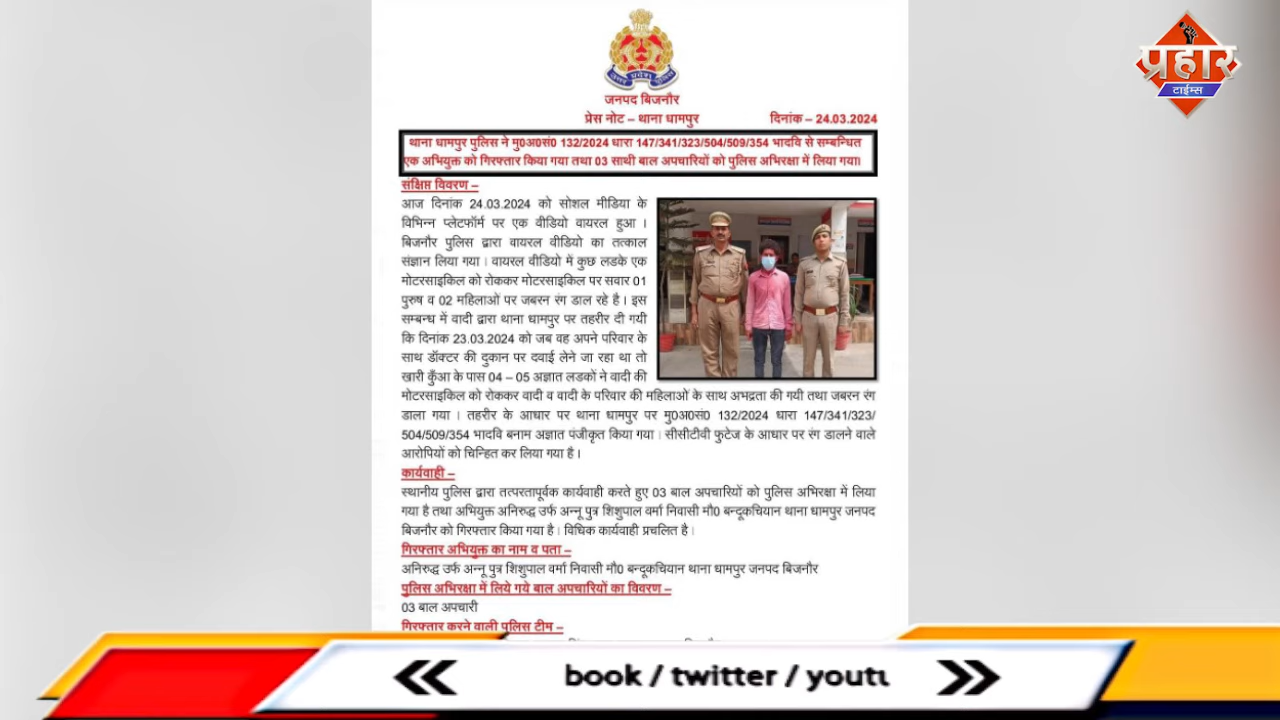 प्रहार
टाईम्स
उत्तर प्रदेश पुलिस
जनपद बिजनौर
प्रेस नोट – थाना धामपुर दिनांक – 24.03.2024
थाना धामपुर पुलिस ने मु0अ0सं0 132/2024 धारा 147/341/323/504/509/354 भादवि से सम्बन्धित
एक अभियुक्त को गिरफ्तार किया गया तथा 03 साथी बाल अपचारियों को पुलिस अभिरक्षा में लिया गया।
संक्षिप्त विवरण –
आज दिनांक 24.03.2024 को सोशल मीडिया के
विभिन्न प्लेटफॉर्म पर एक वीडियो वायरल हुआ ।
बिजनौर पुलिस द्वारा वायरल वीडियो का तत्काल
संज्ञान लिया गया । वायरल वीडियो में कुछ लडके एक
मोटरसाइकिल को रोककर मोटरसाइकिल पर सवार 01
पुरुष व 02 महिलाओं पर जबरन रंग डाल रहे है । इस
सम्बन्ध में वादी द्वारा थाना धामपुर पर तहरीर दी गयी
कि दिनांक 23.03.2024 को जब वह अपने परिवार के
साथ डॉक्टर की दुकान पर दवाई लेने जा रहा था तो
खारी कुँआ के पास 04 – 05 अज्ञात लडकों ने वादी की
मोटरसाइकिल को रोककर वादी व वादी के परिवार की महिलाओं के साथ अभद्रता की गयी तथा जबरन रंग
डाला गया । तहरीर के आधार पर थाना धामपुर पर मु0अ0सं0 132/2024 धारा 147/341/323/
504/509/354 भादवि बनाम अज्ञात पंजीकृत किया गया । सीसीटीवी फुटेज के आधार पर रंग डालने वाले
आरोपियों को चिन्हित कर लिया गया है ।
कार्यवाही –
स्थानीय पुलिस द्वारा तत्परतापूर्वक कार्यवाही करते हुए 03 बाल अपचारियों को पुलिस अभिरक्षा में लिया
गया है तथा अभियुक्त अनिरुद्ध उर्फ अन्नू पुत्र शिशुपाल वर्मा निवासी मौ0 बन्दूकचियान थाना धामपुर जनपद
बिजनौर को गिरफ्तार किया गया है । विधिक कार्यवाही प्रचलित है ।
गिरफ्तार अभियुक्त का नाम व पता –
अनिरुद्ध उर्फ अन्नू पुत्र शिशुपाल वर्मा निवासी मौ0 बन्दूकचियान थाना धामपुर जनपद बिजनौर
पुलिस अभिरक्षा में लिये गये बाल अपचारियों का विवरण –
03 बाल अपचारी
गिरफ्तार करने वाली पुलिस टीम –
book / twitter / youtu